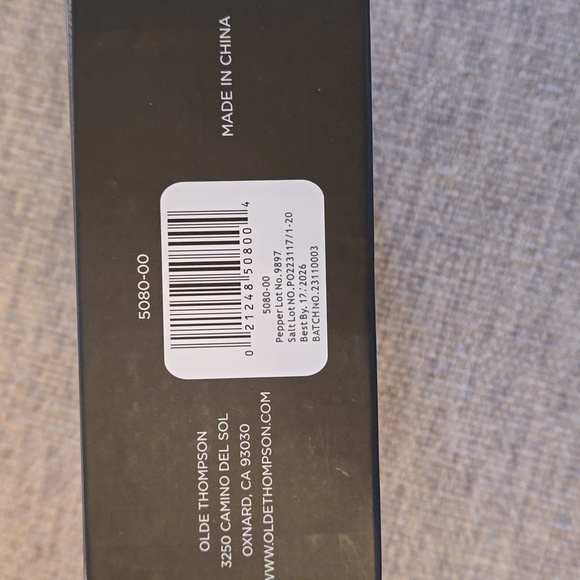 5080-00
0 21248 50800 4
5080-00
Pepper Lot No.9897
Salt Lot NO.PO223117/1-20
Best By.
BATCH NO.23110003
OLDE THOMPSON
3250 CAMINO DEL SOL
OXNARD, CA 93030
WWW.OLDETHOMPSON.COM
MADE IN CHINA